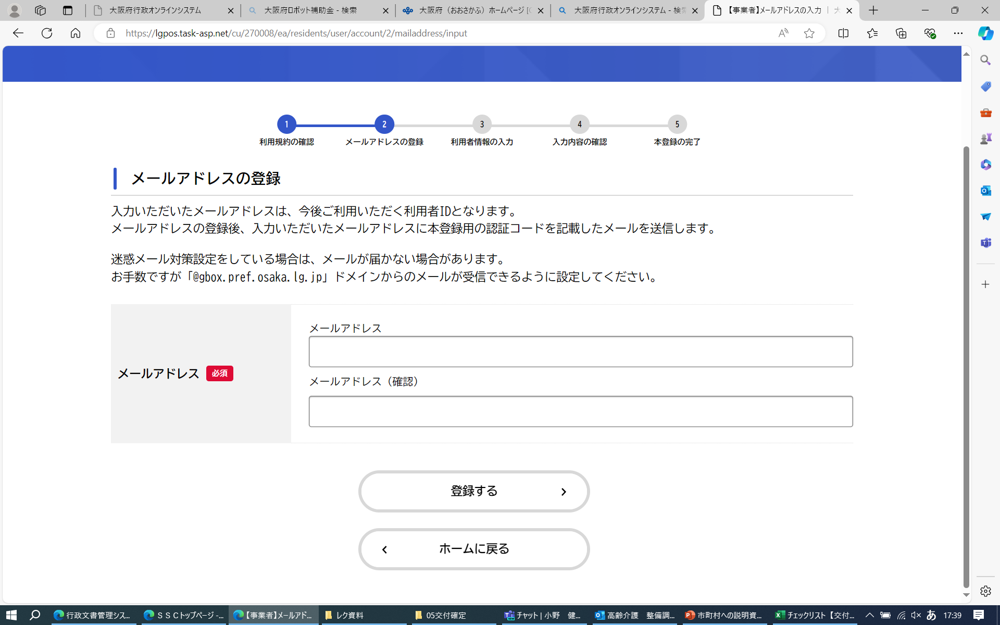 大阪府行政オンラインシステム
大阪府ロボット補助金 - 検索
大阪府（おおさかふ）ホームページ [
大阪府行政オンラインシステム - 検索
【事業者】メールアドレスの入力 | 大
https://lgpos.task-asp.net/cu/270008/ea/residents/user/account/2/mailaddress/input
1 2 3 4 5
利用規約の確認 メールアドレスの登録 利用者情報の入力 入力内容の確認 本登録の完了
メールアドレスの登録
入力いただいたメールアドレスは、今後ご利用いただく利用者IDとなります。
メールアドレスの登録後、入力いただいたメールアドレスに本登録用の認証コードを記載したメールを送信します。
迷惑メール対策設定をしている場合は、メールが届かない場合があります。
お手数ですが「@gbox.pref.osaka.lg.jp」ドメインからのメールが受信できるように設定してください。
メールアドレス
メールアドレス 必須
メールアドレス（確認）
登録する
ホームに戻る
行政文書管理シス...
ＳＳＣトップページ -...
【事業者】メールアド...
レク資料
05交付確定
チャット | 小野　健...
高齢介護　整備調...
市町村への説明資...
チェックリスト【交付...
あ
17:39